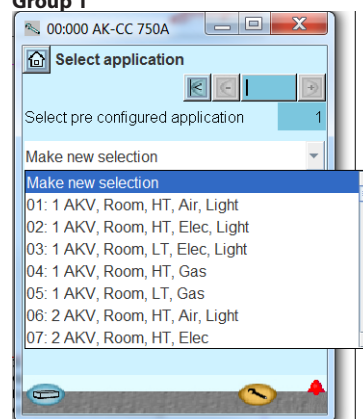 Group 1
00:000 AK-CC 750A
Select application
Select pre configured application 1
Make new selection
Make new selection
01: 1 AKV, Room, HT, Air, Light
02: 1 AKV, Room, HT, Elec, Light
03: 1 AKV, Room, LT, Elec, Light
04: 1 AKV, Room, HT, Gas
05: 1 AKV, Room, LT, Gas
06: 2 AKV, Room, HT, Air, Light
07: 2 AKV, Room, HT, Elec